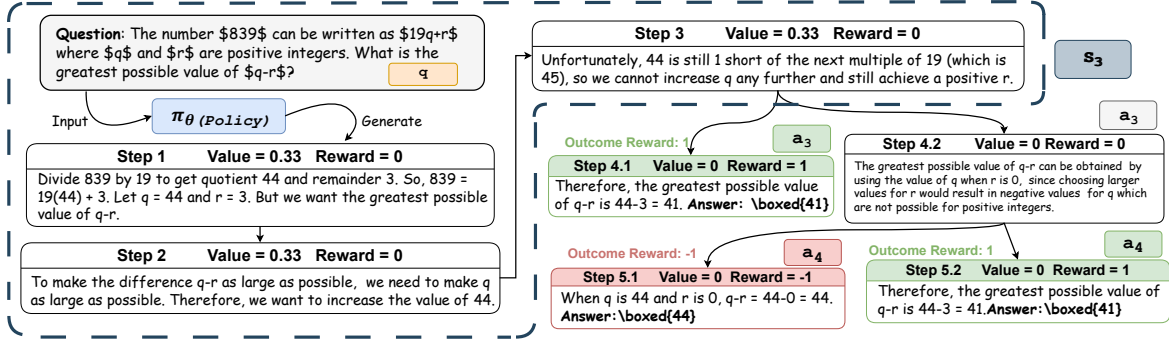 Question: The number $839$ can be written as $19q+r$
where $q$ and $r$ are positive integers. What is the
greatest possible value of $q-r$?
q
Input
πθ (Policy)
Generate
Step 1 Value = 0.33 Reward = 0
Divide 839 by 19 to get quotient 44 and remainder 3. So, 839 =
19(44) + 3. Let q = 44 and r = 3. But we want the greatest possible
value of q-r.
Step 2 Value = 0.33 Reward = 0
To make the difference q-r as large as possible, we need to make q
as large as possible. Therefore, we want to increase the value of 44.
Step 3 Value = 0.33 Reward = 0
Unfortunately, 44 is still 1 short of the next multiple of 19 (which is
45), so we cannot increase q any further and still achieve a positive r.
s3
Outcome Reward: 1
a3
Step 4.1 Value = 0 Reward = 1
Therefore, the greatest possible value
of q-r is 44-3 = 41. Answer: \boxed{41}
a3
Step 4.2 Value = 0 Reward = 0
The greatest possible value of q-r can be obtained by
using the value of q when r is 0, since choosing larger
values for r would result in negative values for q which
are not possible for positive integers.
Outcome Reward: -1
a4
Step 5.1 Value = 0 Reward = -1
When q is 44 and r is 0, q-r = 44-0 = 44.
Answer:\boxed{44}
Outcome Reward: 1
a4
Step 5.2 Value = 0 Reward = 1
Therefore, the greatest possible value of
q-r is 44-3 = 41.Answer:\boxed{41}